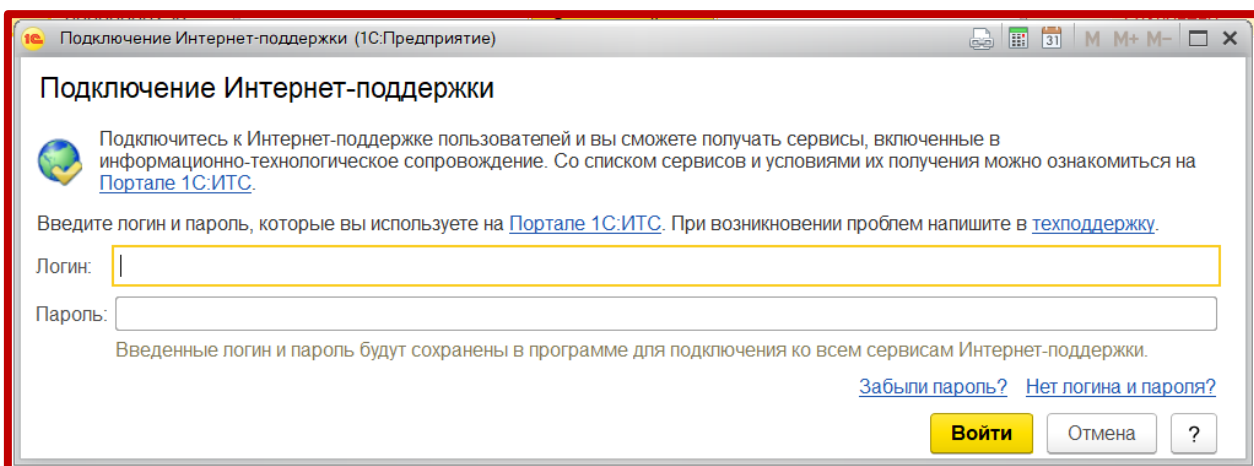 1С Подключение Интернет-поддержки (1С:Предприятие) 31 M M+ M-
Подключение Интернет-поддержки
Подключитесь к Интернет-поддержке пользователей и вы сможете получать сервисы, включенные в
информационно-технологическое сопровождение. Со списком сервисов и условиями их получения можно ознакомиться на
Портале 1С:ИТС.
Введите логин и пароль, которые вы используете на Портале 1С:ИТС. При возникновении проблем напишите в техподдержку.
Логин:
Пароль:
Введенные логин и пароль будут сохранены в программе для подключения ко всем сервисам Интернет-поддержки.
Забыли пароль? Нет логина и пароля?
Войти Отмена ?